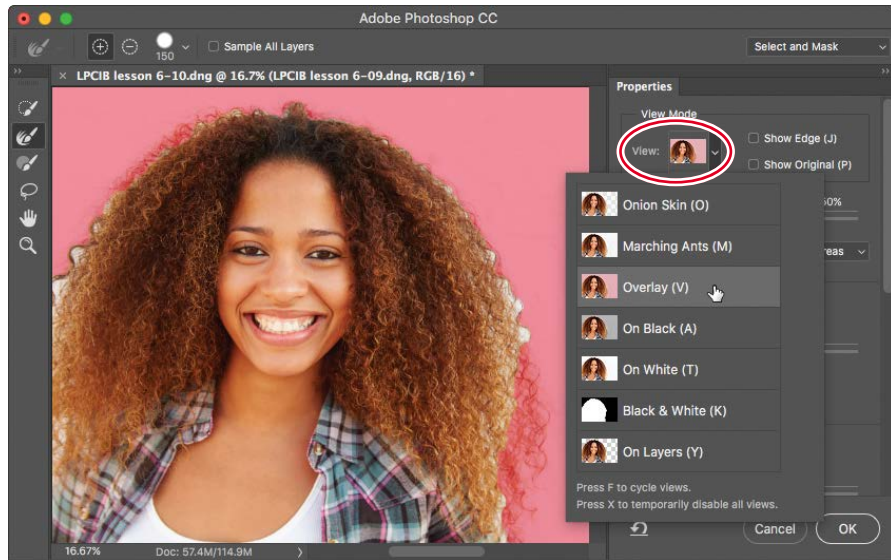 Adobe Photoshop CC
150
Sample All Layers
Select and Mask
× LPCIB lesson 6-10.dng @ 16.7% (LPCIB lesson 6-09.dng, RGB/16) *
Properties
View Mode
View:
Show Edge (J)
Show Original (P)
Onion Skin (O)
Marching Ants (M)
Overlay (V)
On Black (A)
On White (T)
Black & White (K)
On Layers (Y)
Press F to cycle views.
Press X to temporarily disable all views.
Cancel
OK
16.67%
Doc: 57.4M/114.9M